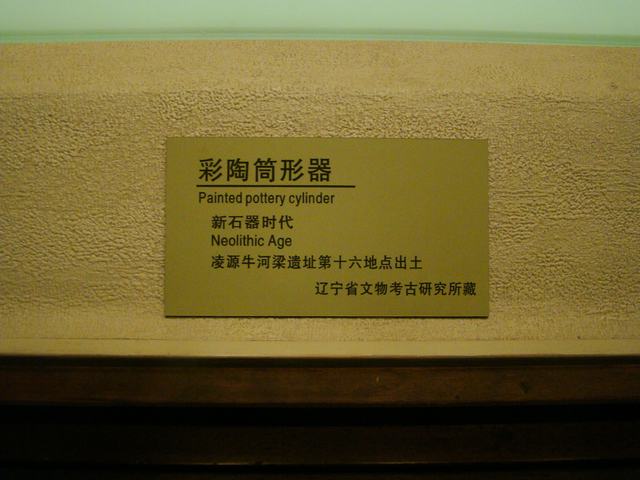 彩陶筒形器
Painted pottery cylinder
新石器时代
Neolithic Age
凌源牛河梁遗址第十六地点出土
辽宁省文物考古研究所藏